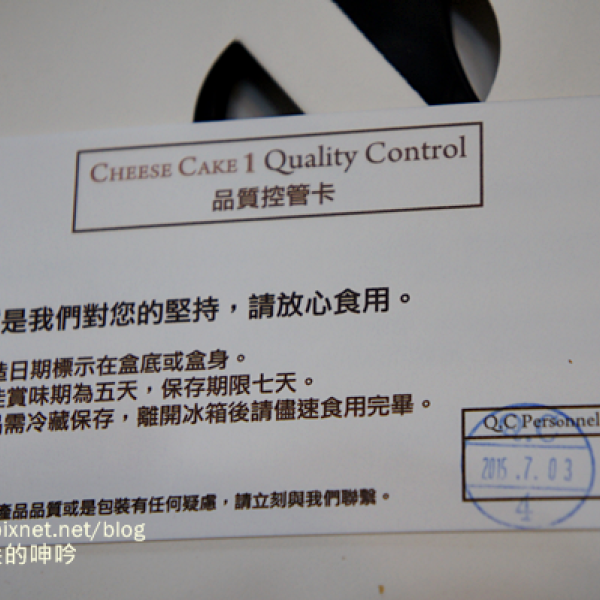 CHEESE CAKE 1 Quality Control
品質控管卡
是我們對您的堅持，請放心食用。
造日期標示在盒底或盒身。
佳賞味期為五天，保存期限七天。
品需冷藏保存，離開冰箱後請儘速食用完畢。
Q.C Personnel
Q.C
2015.7.03
4
產品品質或是包裝有任何疑慮，請立刻與我們聯繫。
pixnet.net/blog
的呻吟